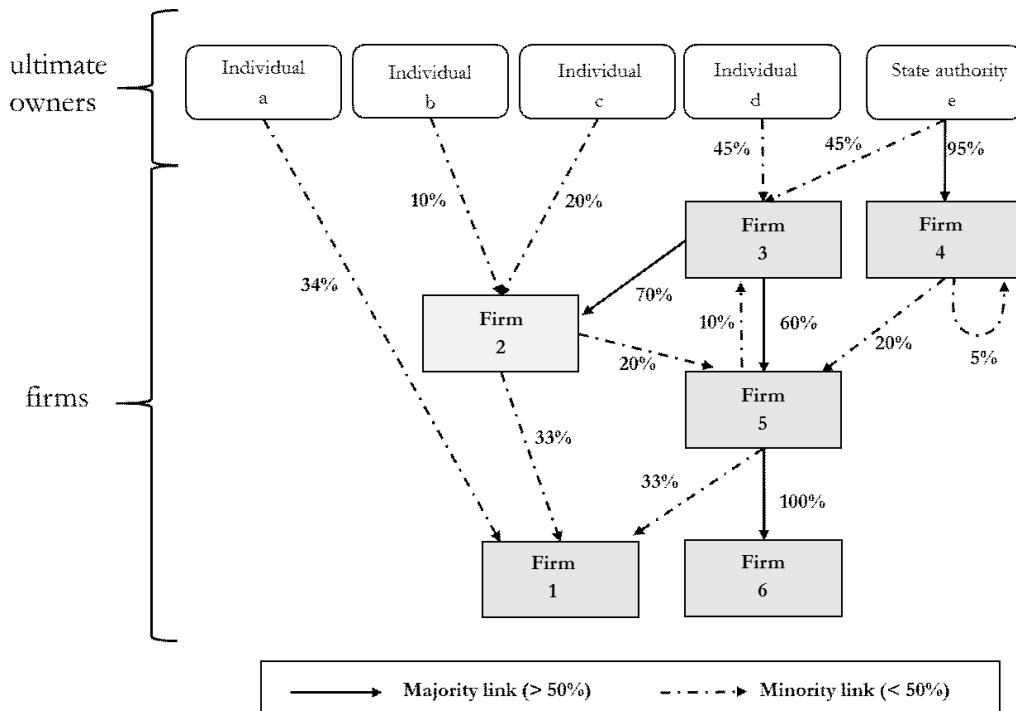 ultimate
owners
Individual
a
Individual
b
Individual
c
Individual
d
State authority
e
45%
45%
95%
10%
20%
Firm
3
Firm
4
34%
70%
Firm
2
10%
60%
20%
5%
20%
firms
Firm
5
33%
33%
100%
Firm
1
Firm
6
Majority link (> 50%)
Minority link (< 50%)